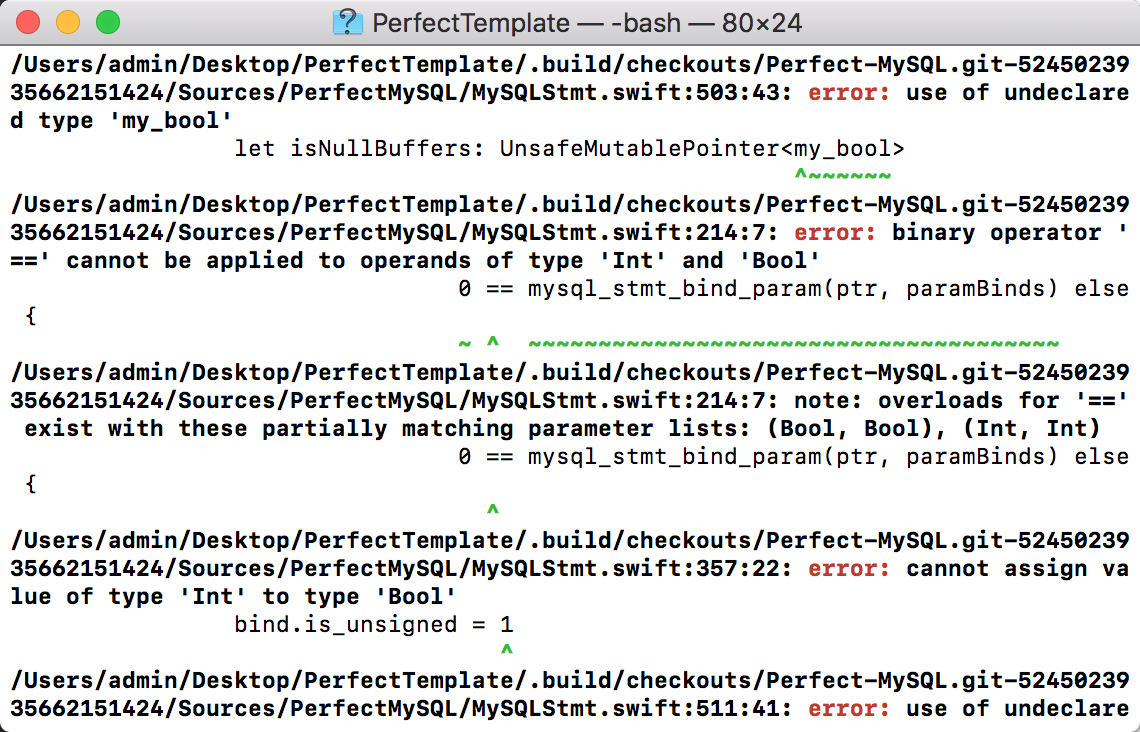 PerfectTemplate — -bash — 80×24
/Users/admin/Desktop/PerfectTemplate/.build/checkouts/Perfect-MySQL.git-52450239
35662151424/Sources/PerfectMySQL/MySQLStmt.swift:503:43: error: use of undeclare
d type 'my_bool'
let isNullBuffers: UnsafeMutablePointer<my_bool>
^~~~~~~
/Users/admin/Desktop/PerfectTemplate/.build/checkouts/Perfect-MySQL.git-52450239
35662151424/Sources/PerfectMySQL/MySQLStmt.swift:214:7: error: binary operator '
==' cannot be applied to operands of type 'Int' and 'Bool'
0 == mysql_stmt_bind_param(ptr, paramBinds) else
{
~ ^  ~~~~~~~~~~~~~~~~~~~~~~~~~~~~~~~~~~~~~~
/Users/admin/Desktop/PerfectTemplate/.build/checkouts/Perfect-MySQL.git-52450239
35662151424/Sources/PerfectMySQL/MySQLStmt.swift:214:7: note: overloads for '=='
exist with these partially matching parameter lists: (Bool, Bool), (Int, Int)
0 == mysql_stmt_bind_param(ptr, paramBinds) else
{
^
/Users/admin/Desktop/PerfectTemplate/.build/checkouts/Perfect-MySQL.git-52450239
35662151424/Sources/PerfectMySQL/MySQLStmt.swift:357:22: error: cannot assign va
lue of type 'Int' to type 'Bool'
bind.is_unsigned = 1
^
/Users/admin/Desktop/PerfectTemplate/.build/checkouts/Perfect-MySQL.git-52450239
35662151424/Sources/PerfectMySQL/MySQLStmt.swift:511:41: error: use of undeclare